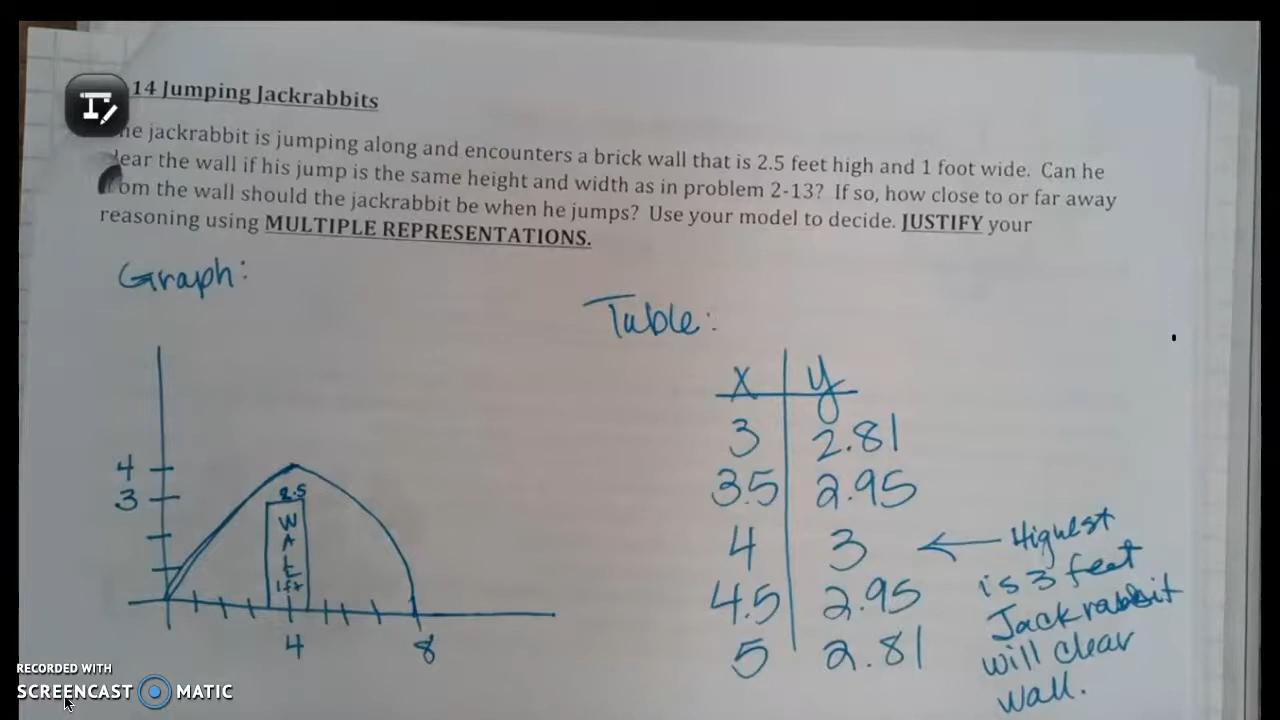 14 Jumping Jackrabbits
he jackrabbit is jumping along and encounters a brick wall that is 2.5 feet high and 1 foot wide. Can he
lear the wall if his jump is the same height and width as in problem 2-13? If so, how close to or far away
om the wall should the jackrabbit be when he jumps? Use your model to decide. JUSTIFY your
reasoning using MULTIPLE REPRESENTATIONS.
Graph:
Table:
x y
3 2.81
3.5 2.95
4 3
4.5 2.95
5 2.81
Highest
is 3 feet
Jackrabbit
will clear
wall.
4
3
2.5
W
A
L
L
1 ft
4 8
RECORDED WITH
SCREENCAST MATIC